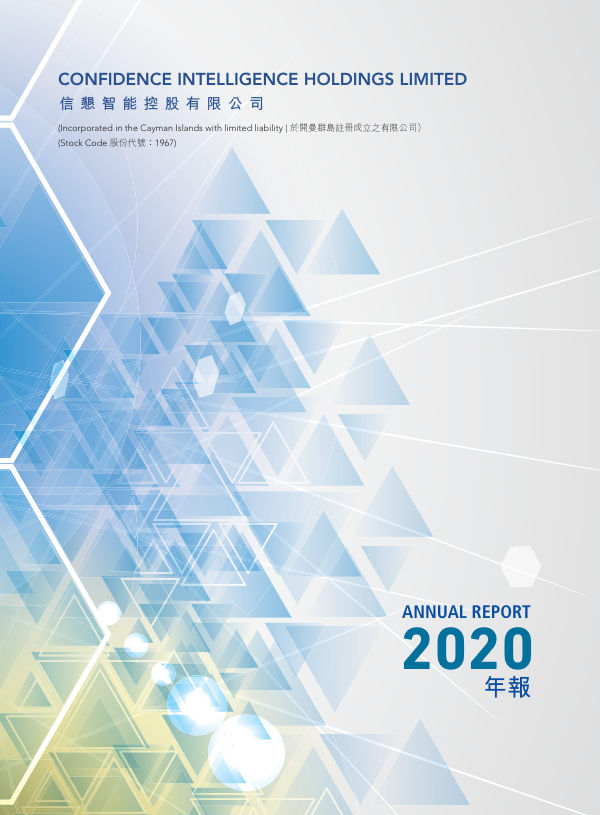 CONFIDENCE INTELLIGENCE HOLDINGS LIMITED
信懇智能控股有限公司
(Incorporated in the Cayman Islands with limited liability | 於開曼群島註冊成立之有限公司)
(Stock Code 股份代號：1967)
ANNUAL REPORT
2020
年報